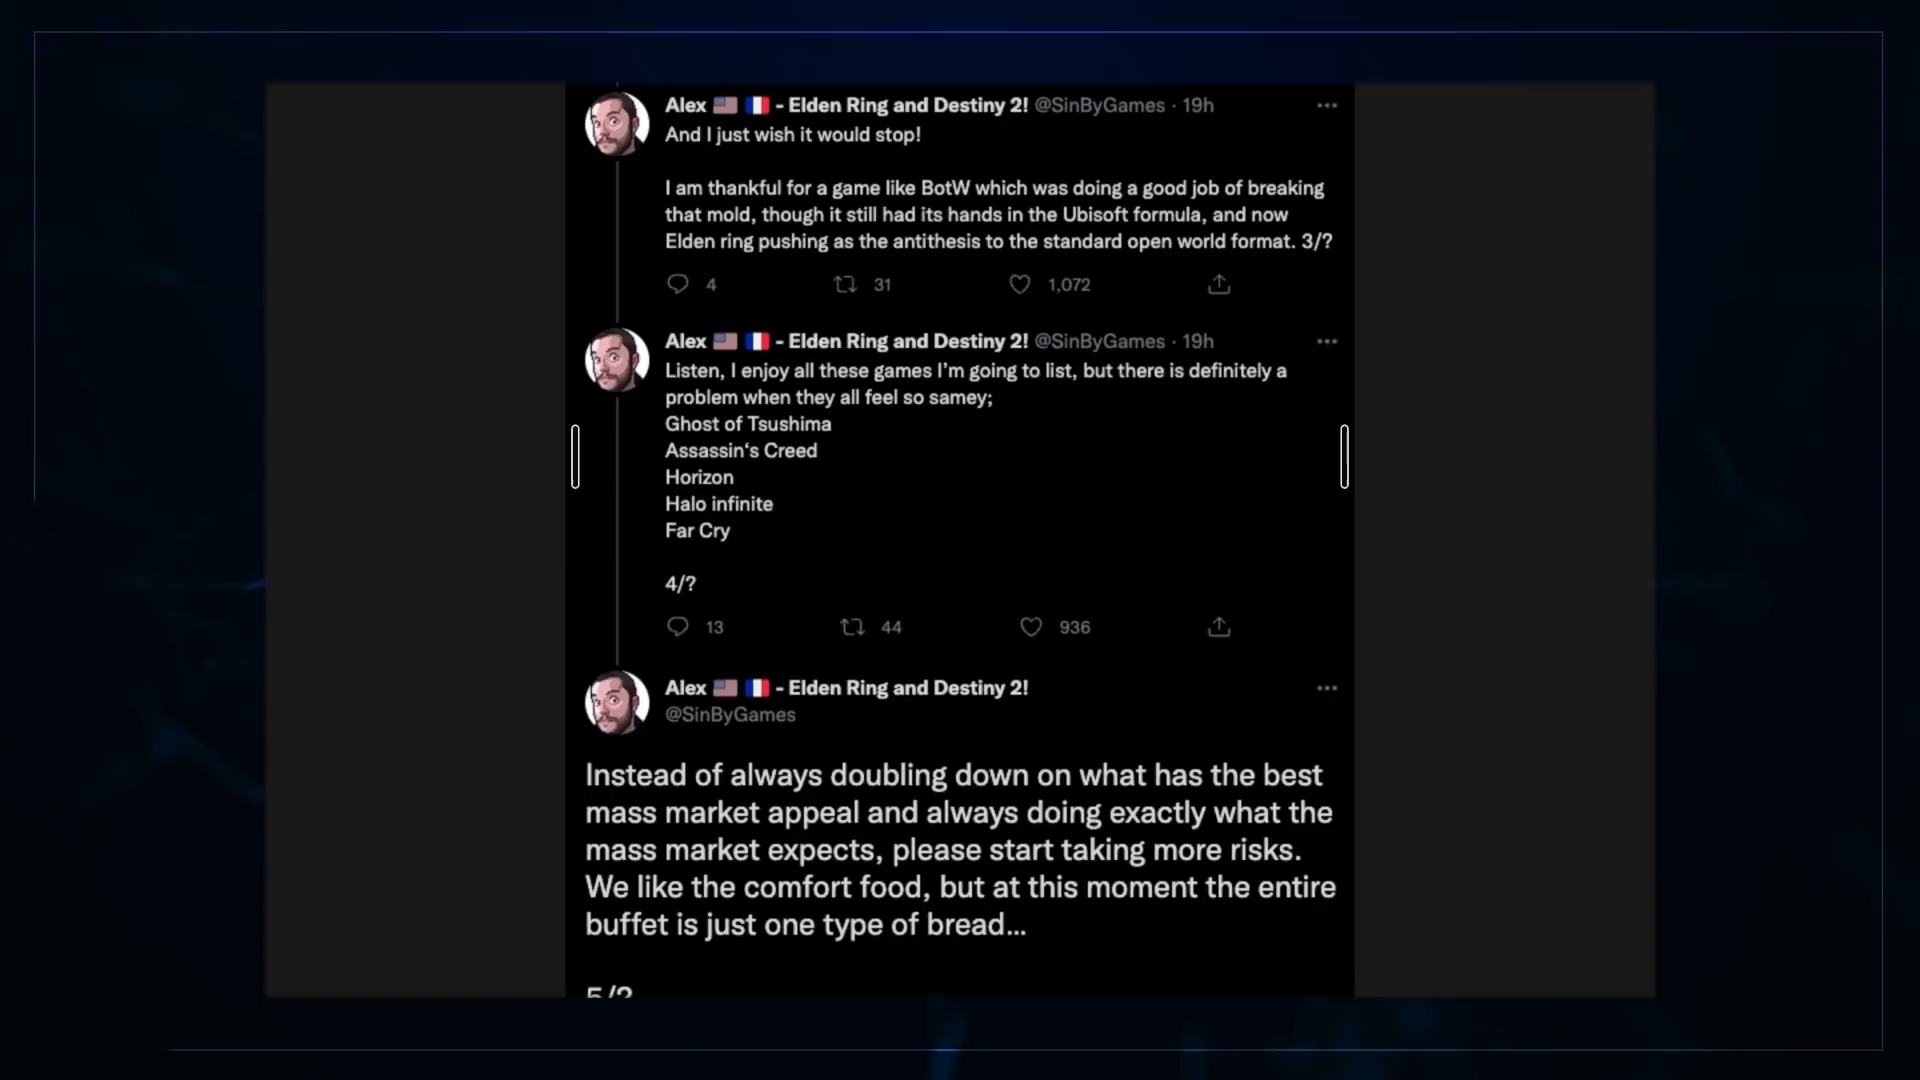 Alex 🇺🇸 🇫🇷 - Elden Ring and Destiny 2! @SinByGames · 19h
And I just wish it would stop!
I am thankful for a game like BotW which was doing a good job of breaking
that mold, though it still had its hands in the Ubisoft formula, and now
Elden ring pushing as the antithesis to the standard open world format. 3/?
4 31 1,072
Alex 🇺🇸 🇫🇷 - Elden Ring and Destiny 2! @SinByGames · 19h
Listen, I enjoy all these games I’m going to list, but there is definitely a
problem when they all feel so samey;
Ghost of Tsushima
Assassin‘s Creed
Horizon
Halo infinite
Far Cry
4/?
13 44 936
Alex 🇺🇸 🇫🇷 - Elden Ring and Destiny 2!
@SinByGames
Instead of always doubling down on what has the best
mass market appeal and always doing exactly what the
mass market expects, please start taking more risks.
We like the comfort food, but at this moment the entire
buffet is just one type of bread...
5/?